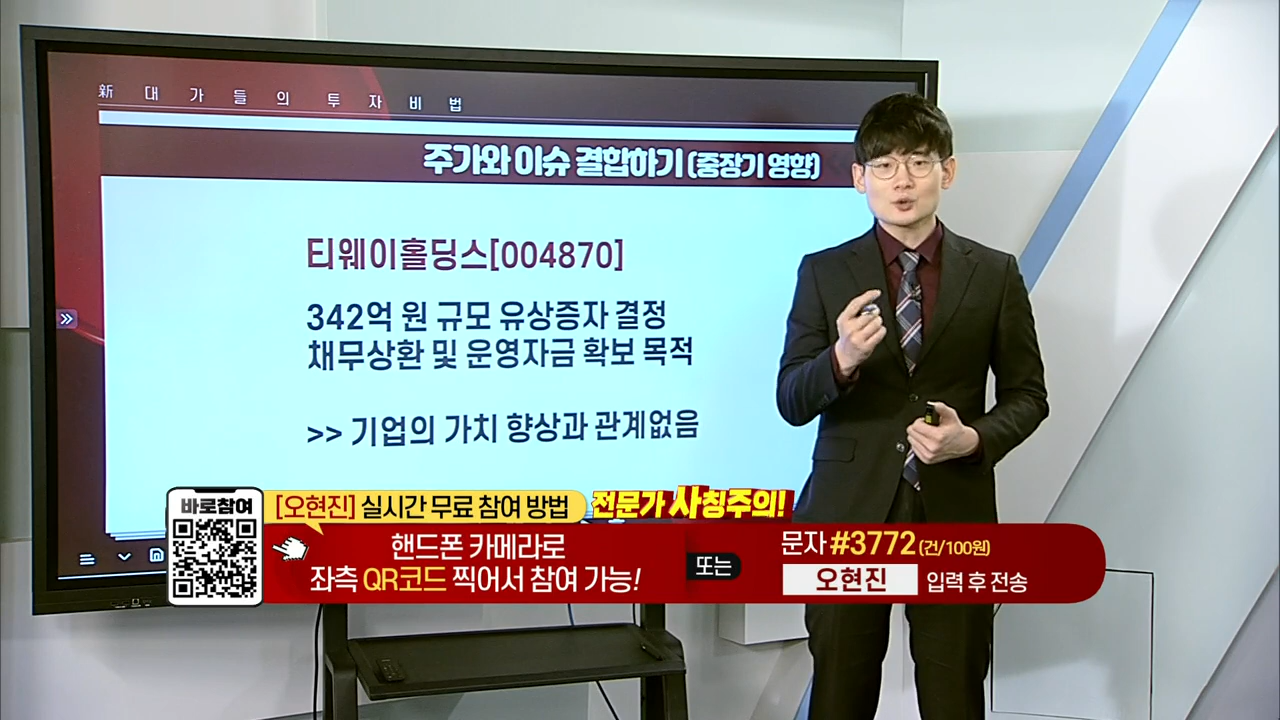 新대가들의 투자비법
주가와 이슈 결합하기 (중장기 영향)
티웨이홀딩스[004870]
342억 원 규모 유상증자 결정
채무상환 및 운영자금 확보 목적
>> 기업의 가치 향상과 관계없음
바로참여
[오현진] 실시간 무료 참여 방법
전문가 사칭주의!
핸드폰 카메라로
좌측 QR코드 찍어서 참여 가능!
또는
문자 #3772 (건/100원)
오현진 입력 후 전송